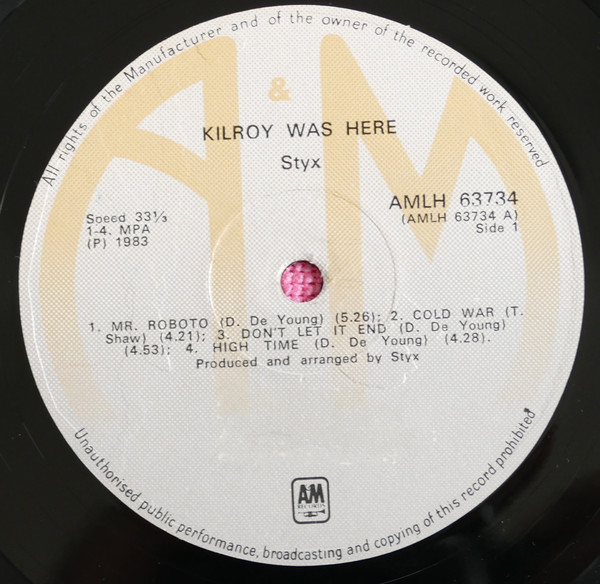 All rights of the Manufacturer and of the owner of the recorded work reserved
A & M
KILROY WAS HERE
Styx
AMLH 63734
(AMLH 63734 A)
Side 1
Speed 33⅓
1-4. MPA
(P) 1983
1. MR. ROBOTO (D. De Young) (5.26); 2. COLD WAR (T.
Shaw) (4.21); 3. DON'T LET IT END (D. De Young)
(4.53); 4. HIGH TIME (D. De Young) (4.28).
Produced and arranged by Styx
A&M
RECORDS
Unauthorised public performance, broadcasting and copying of this record prohibited